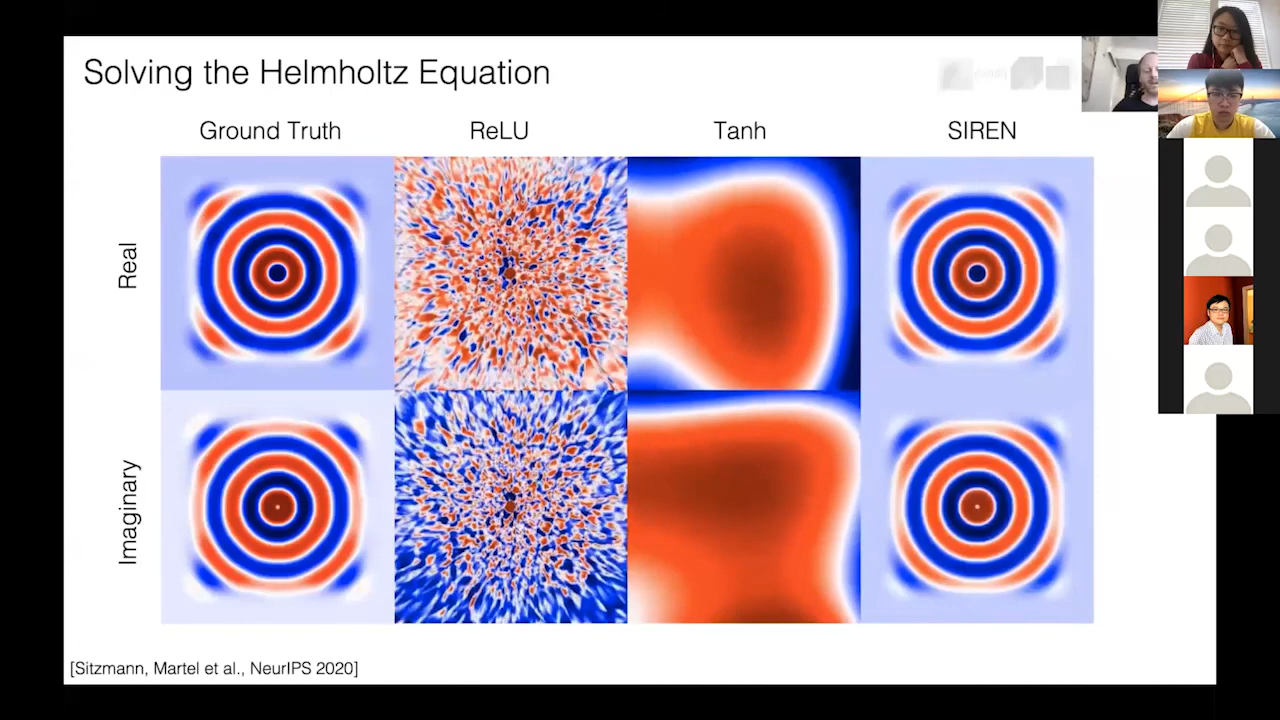 Solving the Helmholtz Equation
Ground Truth
ReLU
Tanh
SIREN
Real
Imaginary
[Sitzmann, Martel et al., NeurIPS 2020]